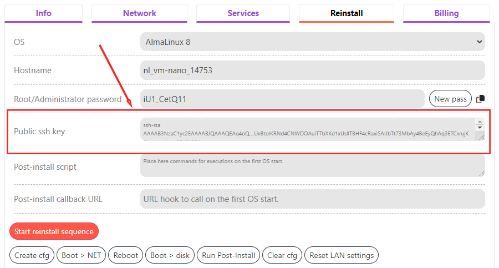 Info Network Services Reinstall Billing
OS AlmaLinux 8
Hostname nl_vm-nano_14753
Root/Administrator password iU1_CetQ11 New pass
Public ssh key ssh-rsa
Post-install script Place here commands for executions on the first OS start.
Post-install callback URL URL hook to call on the first OS start.
Start reinstall sequence
Create cfg Boot > NET Reboot Boot > disk Run Post-Install Clear cfg Reset LAN settings